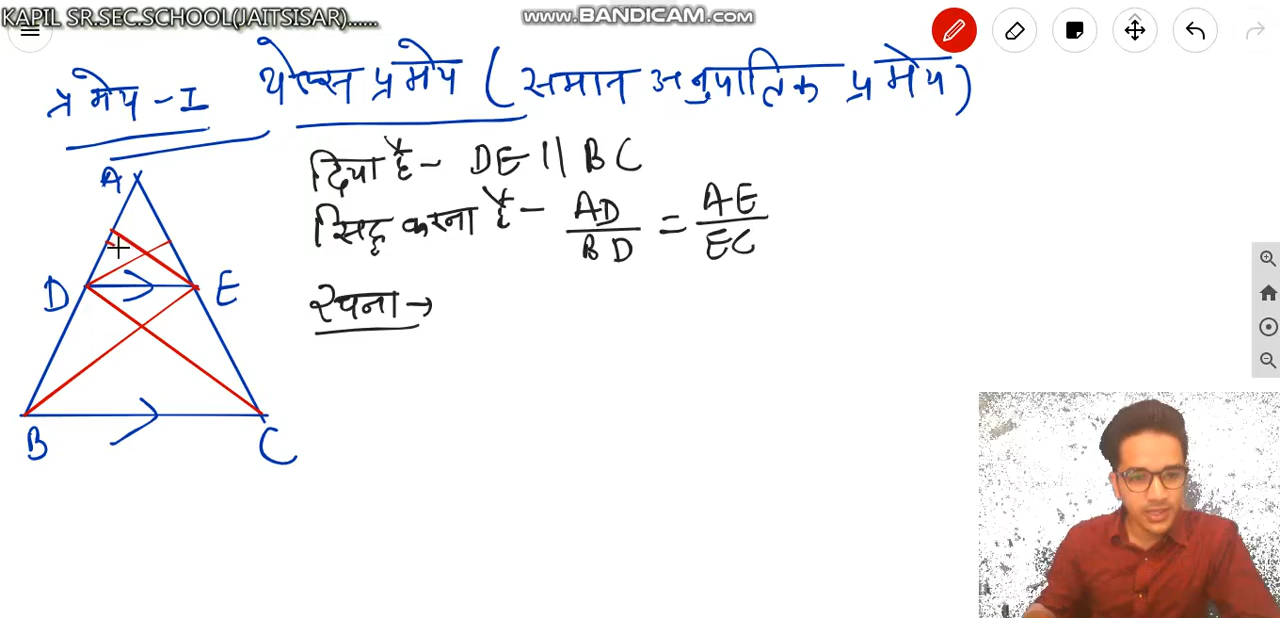 KAPIL SR.SEC.SCHOOL(JAITSISAR)......
www.BANDICAM.com
प्रमेय - I थेल्स प्रमेय ( समान अनुपातिक प्रमेय )
दिया है - DE || BC
सिद्ध करना है - AD/BD = AE/EC
रचना →
A
D E
B C